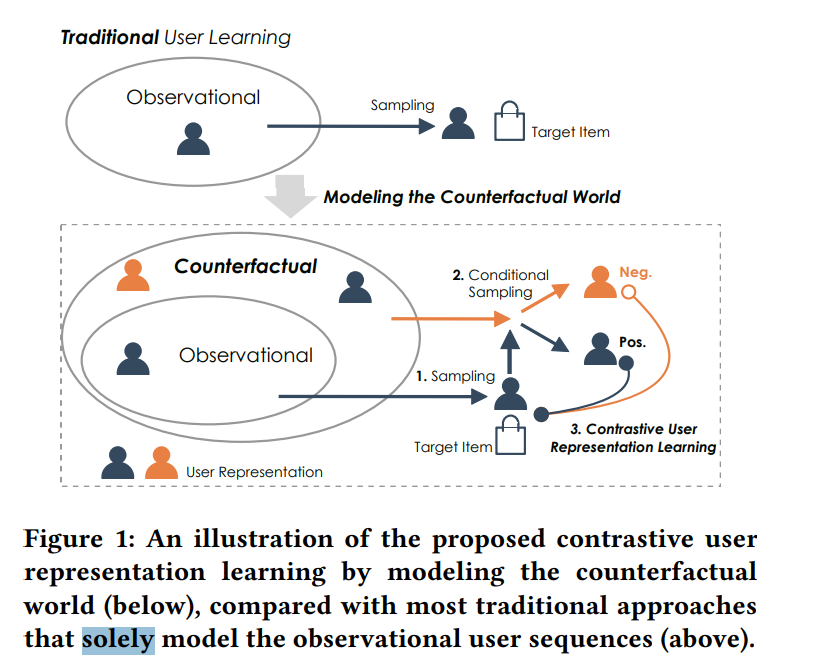 Traditional User Learning
Observational
Sampling
Target Item
Modeling the Counterfactual World
Counterfactual
Observational
2. Conditional
Sampling
Neg.
Pos.
1. Sampling
Target Item
3. Contrastive User
Representation Learning
User Representation
Figure 1: An illustration of the proposed contrastive user
representation learning by modeling the counterfactual
world (below), compared with most traditional approaches
that solely model the observational user sequences (above).